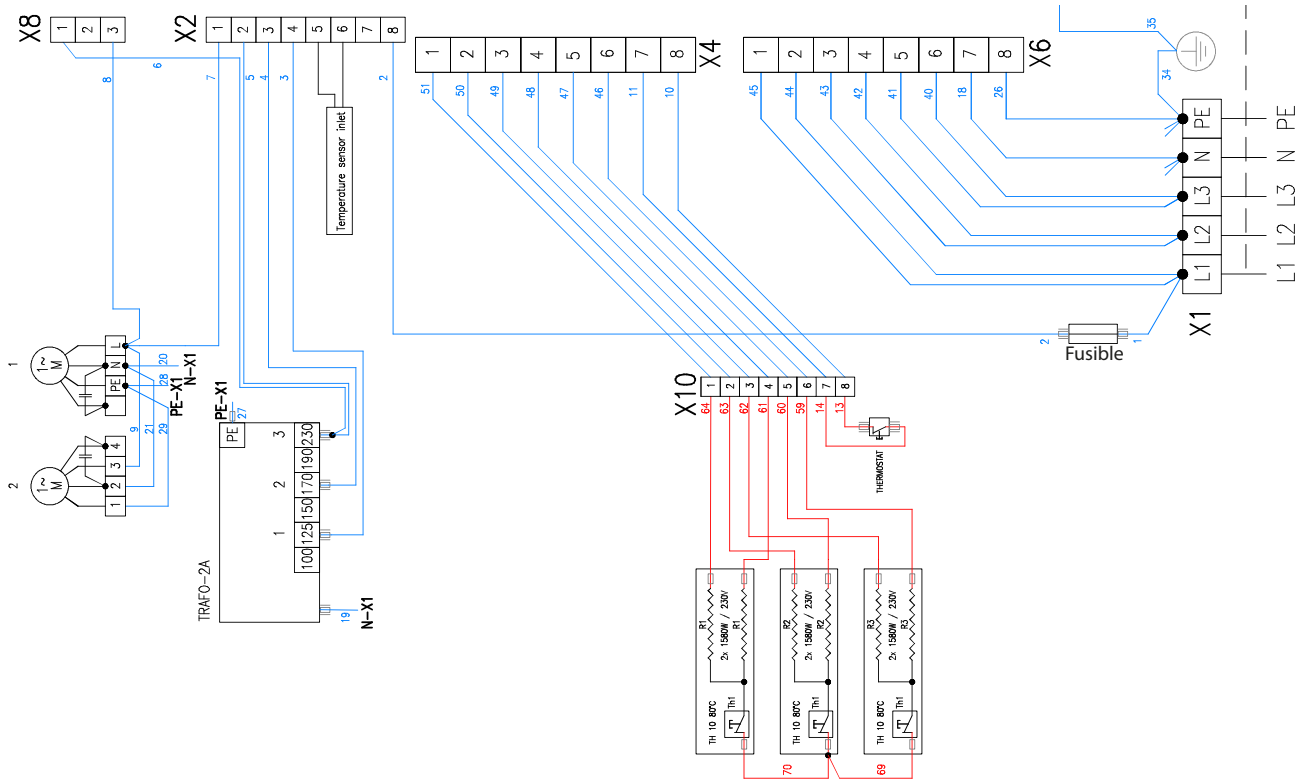 X8
1
2
3
X2
1
2
3
4
5
6
7
8
8
6
7
5
4
3
2
Temperature sensor inlet
1
2
3
4
5
6
7
8
X4
51
50
49
48
47
46
11
10
1
2
3
4
5
6
7
8
X6
45
44
43
42
41
40
18
26
35
34
PE
N
L3
L2
L1
X1
PE
N
L3
L2
L1
2
1
Fusible
1
1~
M
L
N
PE
20
28
N-X1
PE-X1
9
21
29
2
1~
M
4
3
2
1
PE-X1
27
PE
3
2
1
230
190
170
150
125
100
TRAFO-2A
19
N-X1
X10
1
2
3
4
5
6
7
8
64
63
62
61
60
59
14
13
THERMOSTAT
R1
R1
2x 1580W / 230V
TH 10 80°C
Th1
R2
R2
2x 1580W / 230V
TH 10 80°C
Th1
R3
R3
2x 1580W / 230V
TH 10 80°C
Th1
70
69